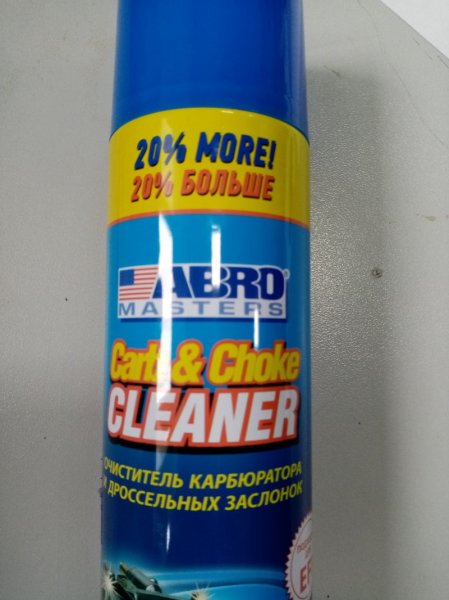 20% MORE!
20% БОЛЬШЕ
ABRO
MASTERS
Carb & Choke
CLEANER
ОЧИСТИТЕЛЬ КАРБЮРАТОРА
И ДРОССЕЛЬНЫХ ЗАСЛОНОК